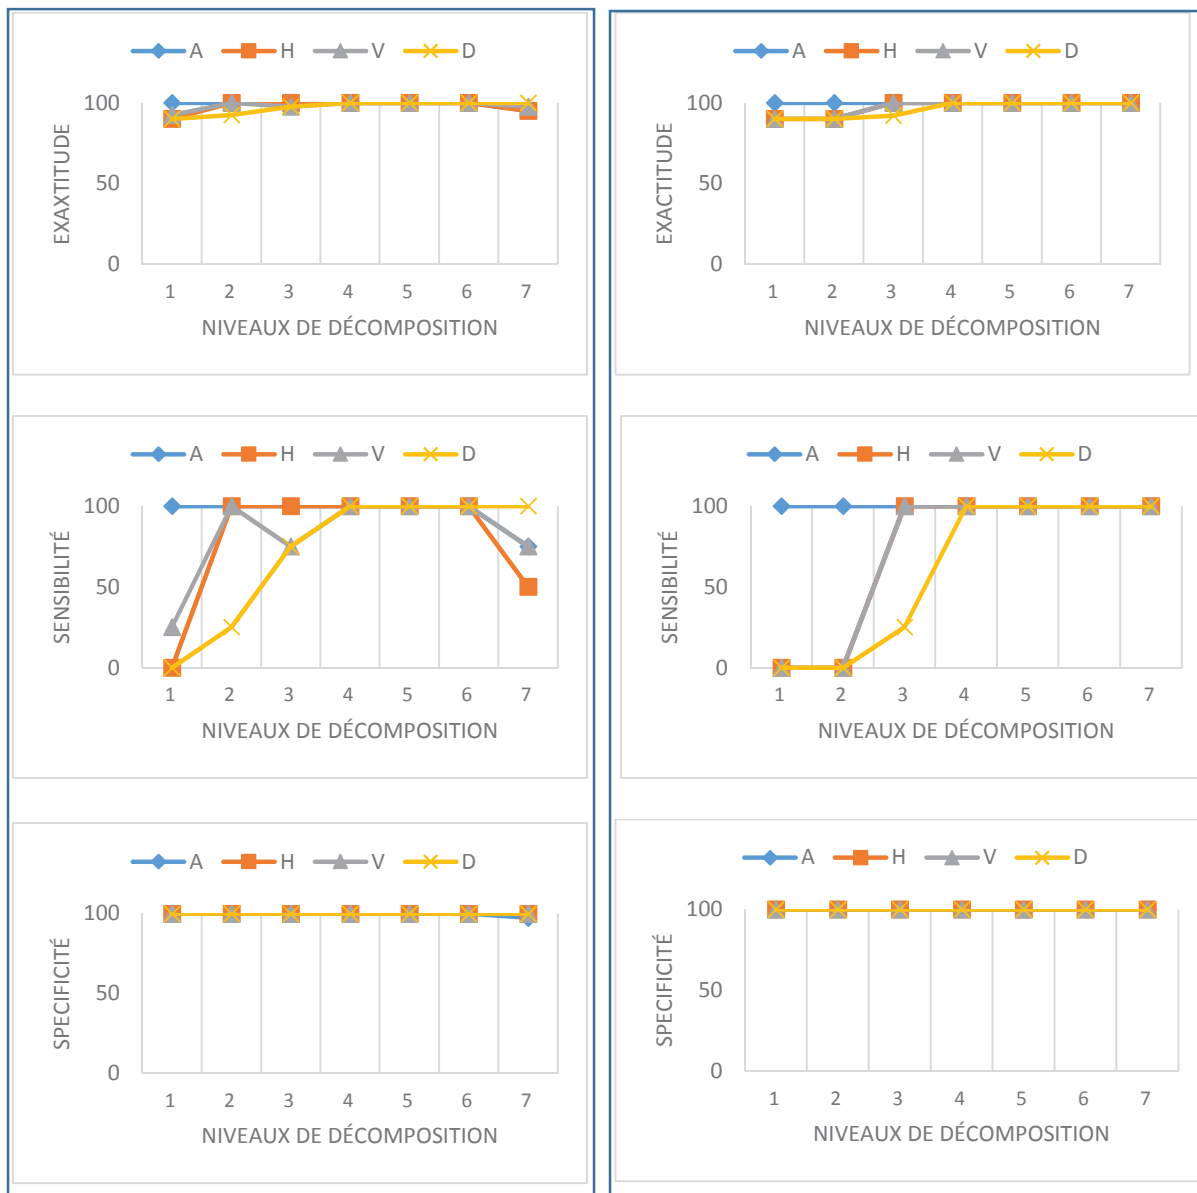 A H V D
EXAXTITUDE
100
50
0
1 2 3 4 5 6 7
NIVEAUX DE DÉCOMPOSITION
A H V D
EXACTITUDE
100
50
0
1 2 3 4 5 6 7
NIVEAUX DE DÉCOMPOSITION
A H V D
SENSIBILITÉ
100
50
0
1 2 3 4 5 6 7
NIVEAUX DE DÉCOMPOSITION
A H V D
SENSIBILITÉ
100
50
0
1 2 3 4 5 6 7
NIVEAUX DE DÉCOMPOSITION
A H V D
SPECIFICITÉ
100
50
0
1 2 3 4 5 6 7
NIVEAUX DE DÉCOMPOSITION
A H V D
SPECIFICITÉ
100
50
0
1 2 3 4 5 6 7
NIVEAUX DE DÉCOMPOSITION